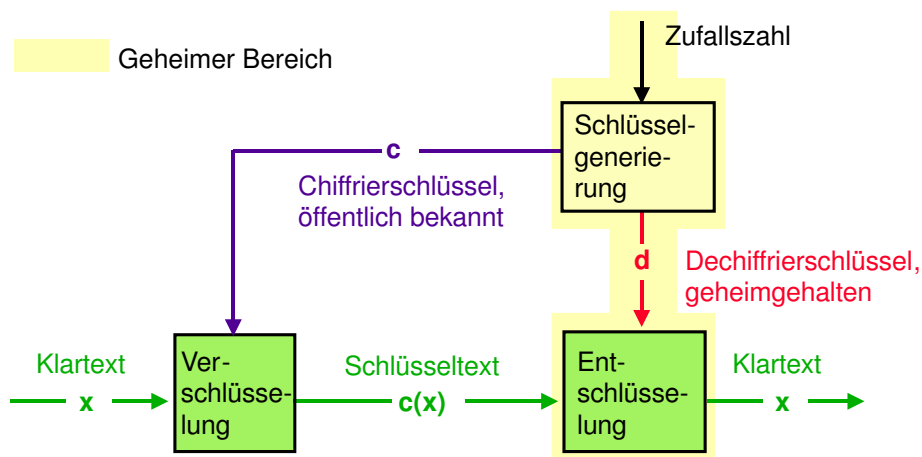 Zufallszahl
Geheimer Bereich
Schlüssel-
generie-
rung
c
Chiffrierschlüssel,
öffentlich bekannt
d
Dechiffrierschlüssel,
geheimgehalten
Klartext
x
Ver-
schlüsse-
lung
Schlüsseltext
c(x)
Ent-
schlüsse-
lung
Klartext
x